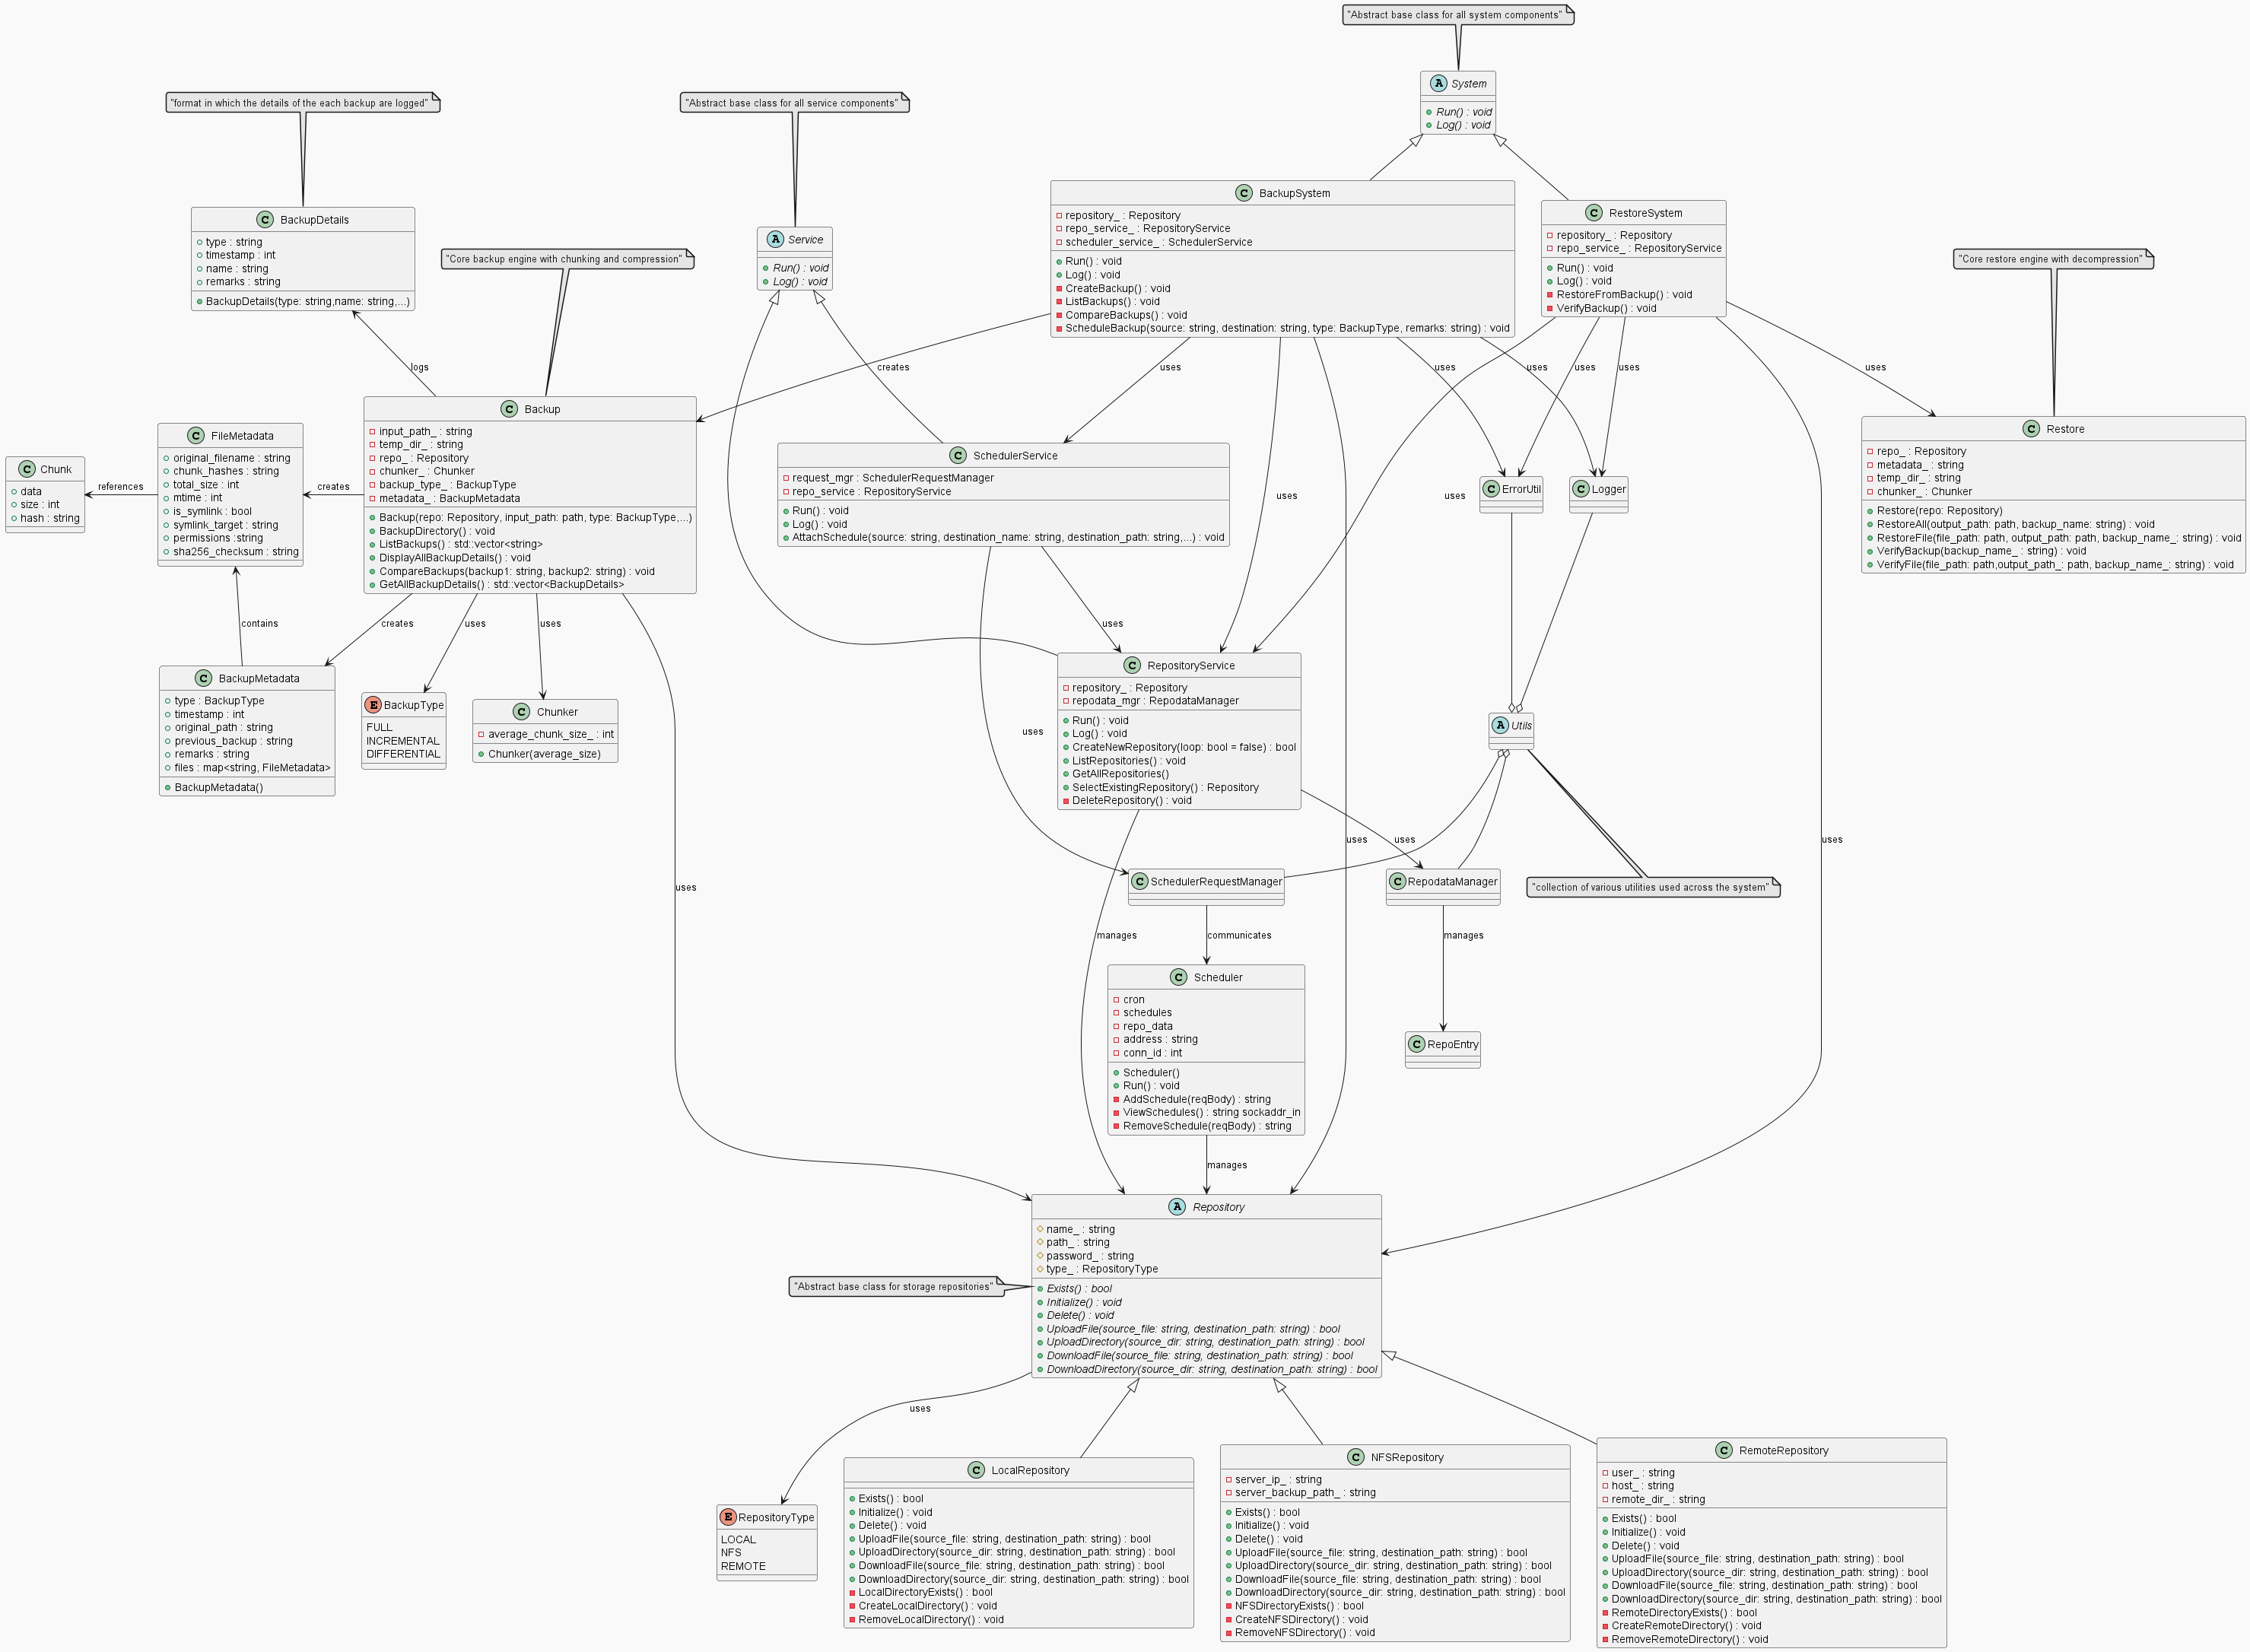 "Abstract base class for all system components"
A System
Run() : void
Log() : void
"format in which the details of the each backup are logged"
"Abstract base class for all service components"
C BackupDetails
type : string
timestamp : int
name : string
remarks : string
BackupDetails(type: string,name: string,...)
A Service
Run() : void
Log() : void
C BackupSystem
repository_ : Repository
repo_service_ : RepositoryService
scheduler_service_ : SchedulerService
Run() : void
Log() : void
CreateBackup() : void
ListBackups() : void
CompareBackups() : void
ScheduleBackup(source: string, destination: string, type: BackupType, remarks: string) : void
C RestoreSystem
repository_ : Repository
repo_service_ : RepositoryService
Run() : void
Log() : void
RestoreFromBackup() : void
VerifyBackup() : void
"Core backup engine with chunking and compression"
"Core restore engine with decompression"
logs
creates
uses
uses
uses
uses
uses
uses
C Chunk
data
size : int
hash : string
references
C FileMetadata
original_filename : string
chunk_hashes : string
total_size : int
mtime : int
is_symlink : bool
symlink_target : string
permissions :string
sha256_checksum : string
creates
C Backup
input_path_ : string
temp_dir_ : string
repo_ : Repository
chunker_ : Chunker
backup_type_ : BackupType
metadata_ : BackupMetadata
Backup(repo: Repository, input_path: path, type: BackupType,...)
BackupDirectory() : void
ListBackups() : std::vector<string>
DisplayAllBackupDetails() : void
CompareBackups(backup1: string, backup2: string) : void
GetAllBackupDetails() : std::vector<BackupDetails>
C SchedulerService
request_mgr : SchedulerRequestManager
repo_service : RepositoryService
Run() : void
Log() : void
AttachSchedule(source: string, destination_name: string, destination_path: string,...) : void
uses
uses
C ErrorUtil
C Logger
C Restore
repo_ : Repository
metadata_ : string
temp_dir_ : string
chunker_ : Chunker
Restore(repo: Repository)
RestoreAll(output_path: path, backup_name: string) : void
RestoreFile(file_path: path, output_path: path, backup_name_: string) : void
VerifyBackup(backup_name_ : string) : void
VerifyFile(file_path: path,output_path_: path, backup_name_: string) : void
contains
creates
uses
uses
uses
C BackupMetadata
type : BackupType
timestamp : int
original_path : string
previous_backup : string
remarks : string
files : map<string, FileMetadata>
BackupMetadata()
E BackupType
FULL
INCREMENTAL
DIFFERENTIAL
C Chunker
average_chunk_size_ : int
Chunker(average_size)
uses
C RepositoryService
repository_ : Repository
repodata_mgr : RepodataManager
Run() : void
Log() : void
CreateNewRepository(loop: bool = false) : bool
ListRepositories() : void
GetAllRepositories()
SelectExistingRepository() : Repository
DeleteRepository() : void
A Utils
uses
uses
uses
uses
C SchedulerRequestManager
C RepodataManager
"collection of various utilities used across the system"
manages
communicates
manages
C Scheduler
cron
schedules
repo_data
address : string
conn_id : int
Scheduler()
Run() : void
AddSchedule(reqBody) : string
ViewSchedules() : string sockaddr_in
RemoveSchedule(reqBody) : string
C RepoEntry
manages
"Abstract base class for storage repositories"
A Repository
name_ : string
path_ : string
password_ : string
type_ : RepositoryType
Exists() : bool
Initialize() : void
Delete() : void
UploadFile(source_file: string, destination_path: string) : bool
UploadDirectory(source_dir: string, destination_path: string) : bool
DownloadFile(source_file: string, destination_path: string) : bool
DownloadDirectory(source_dir: string, destination_path: string) : bool
uses
E RepositoryType
LOCAL
NFS
REMOTE
C LocalRepository
Exists() : bool
Initialize() : void
Delete() : void
UploadFile(source_file: string, destination_path: string) : bool
UploadDirectory(source_dir: string, destination_path: string) : bool
DownloadFile(source_file: string, destination_path: string) : bool
DownloadDirectory(source_dir: string, destination_path: string) : bool
LocalDirectoryExists() : bool
CreateLocalDirectory() : void
RemoveLocalDirectory() : void
C NFSRepository
server_ip_ : string
server_backup_path_ : string
Exists() : bool
Initialize() : void
Delete() : void
UploadFile(source_file: string, destination_path: string) : bool
UploadDirectory(source_dir: string, destination_path: string) : bool
DownloadFile(source_file: string, destination_path: string) : bool
DownloadDirectory(source_dir: string, destination_path: string) : bool
NFSDirectoryExists() : bool
CreateNFSDirectory() : void
RemoveNFSDirectory() : void
C RemoteRepository
user_ : string
host_ : string
remote_dir_ : string
Exists() : bool
Initialize() : void
Delete() : void
UploadFile(source_file: string, destination_path: string) : bool
UploadDirectory(source_dir: string, destination_path: string) : bool
DownloadFile(source_file: string, destination_path: string) : bool
DownloadDirectory(source_dir: string, destination_path: string) : bool
RemoteDirectoryExists() : bool
CreateRemoteDirectory() : void
RemoveRemoteDirectory() : void